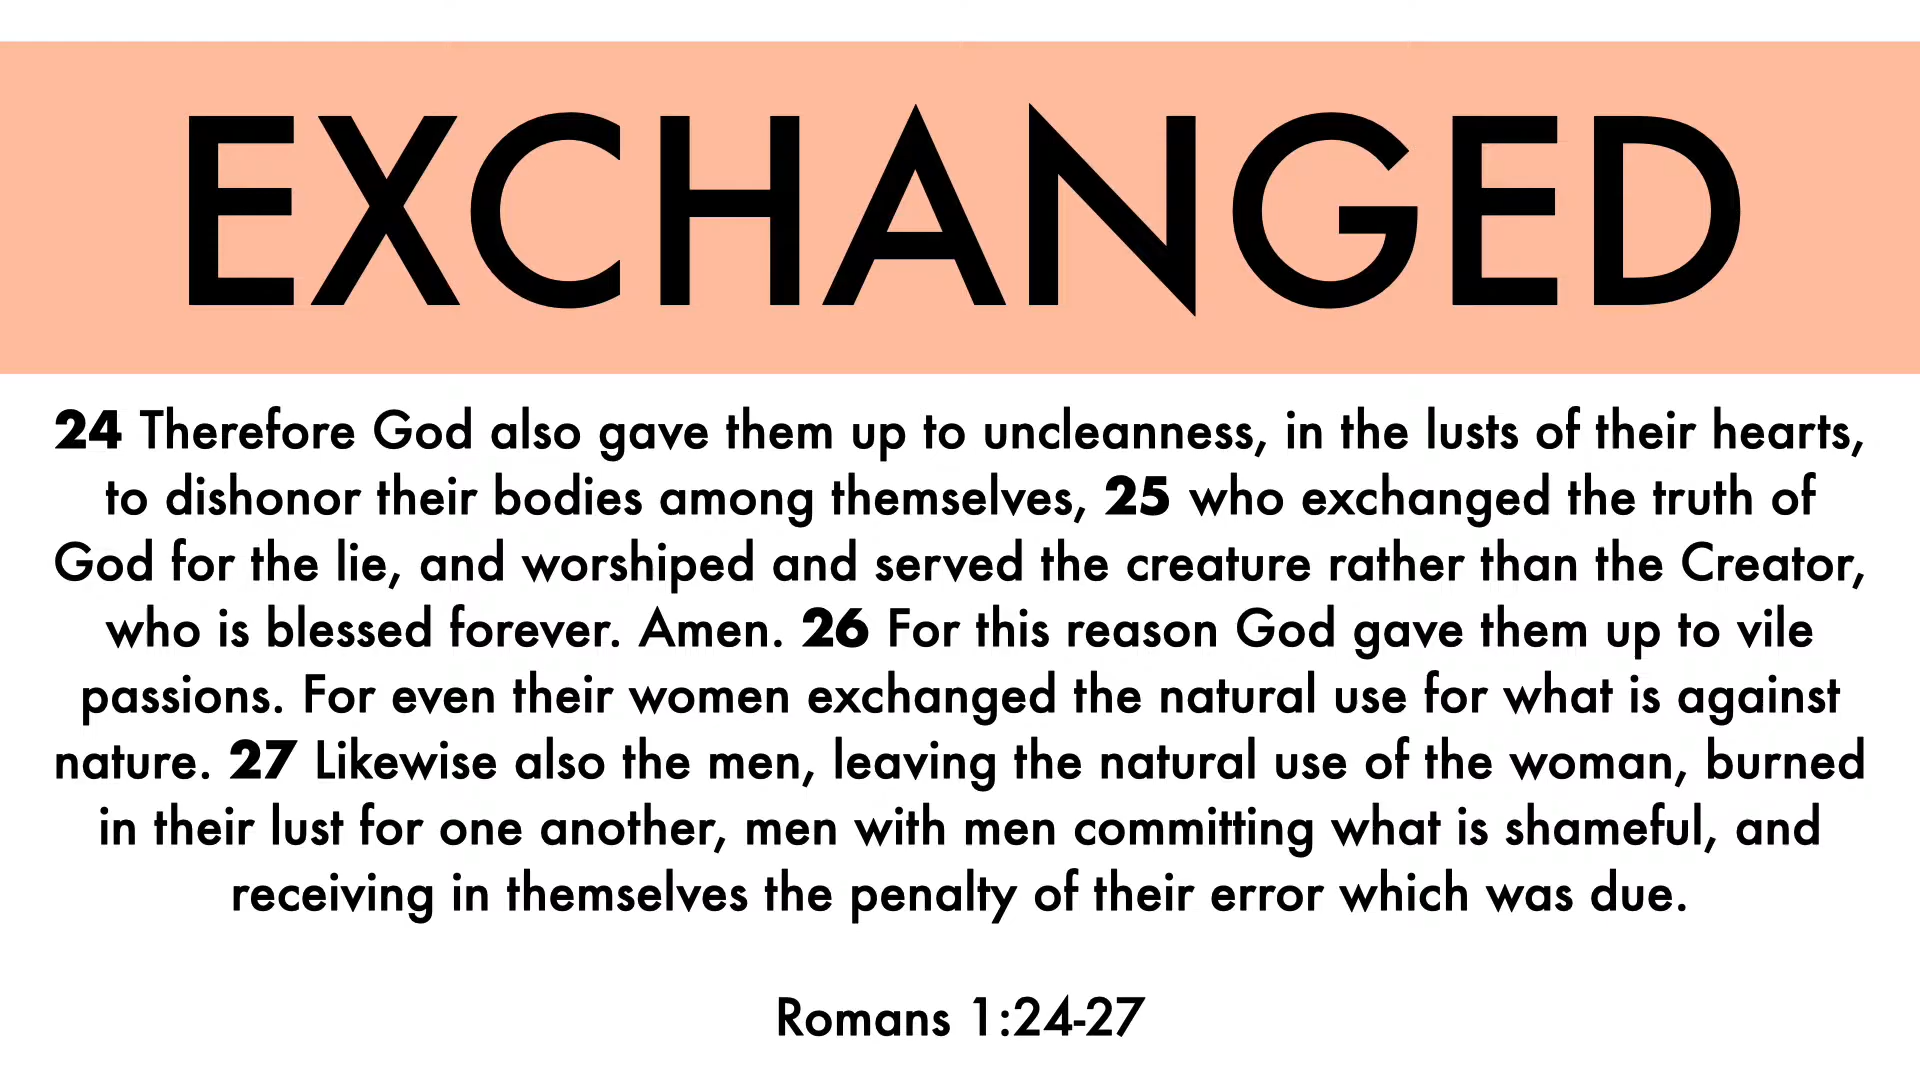 EXCHANGED
24 Therefore God also gave them up to uncleanness, in the lusts of their hearts,
to dishonor their bodies among themselves, 25 who exchanged the truth of
God for the lie, and worshiped and served the creature rather than the Creator,
who is blessed forever. Amen. 26 For this reason God gave them up to vile
passions. For even their women exchanged the natural use for what is against
nature. 27 Likewise also the men, leaving the natural use of the woman, burned
in their lust for one another, men with men committing what is shameful, and
receiving in themselves the penalty of their error which was due.
Romans 1:24-27